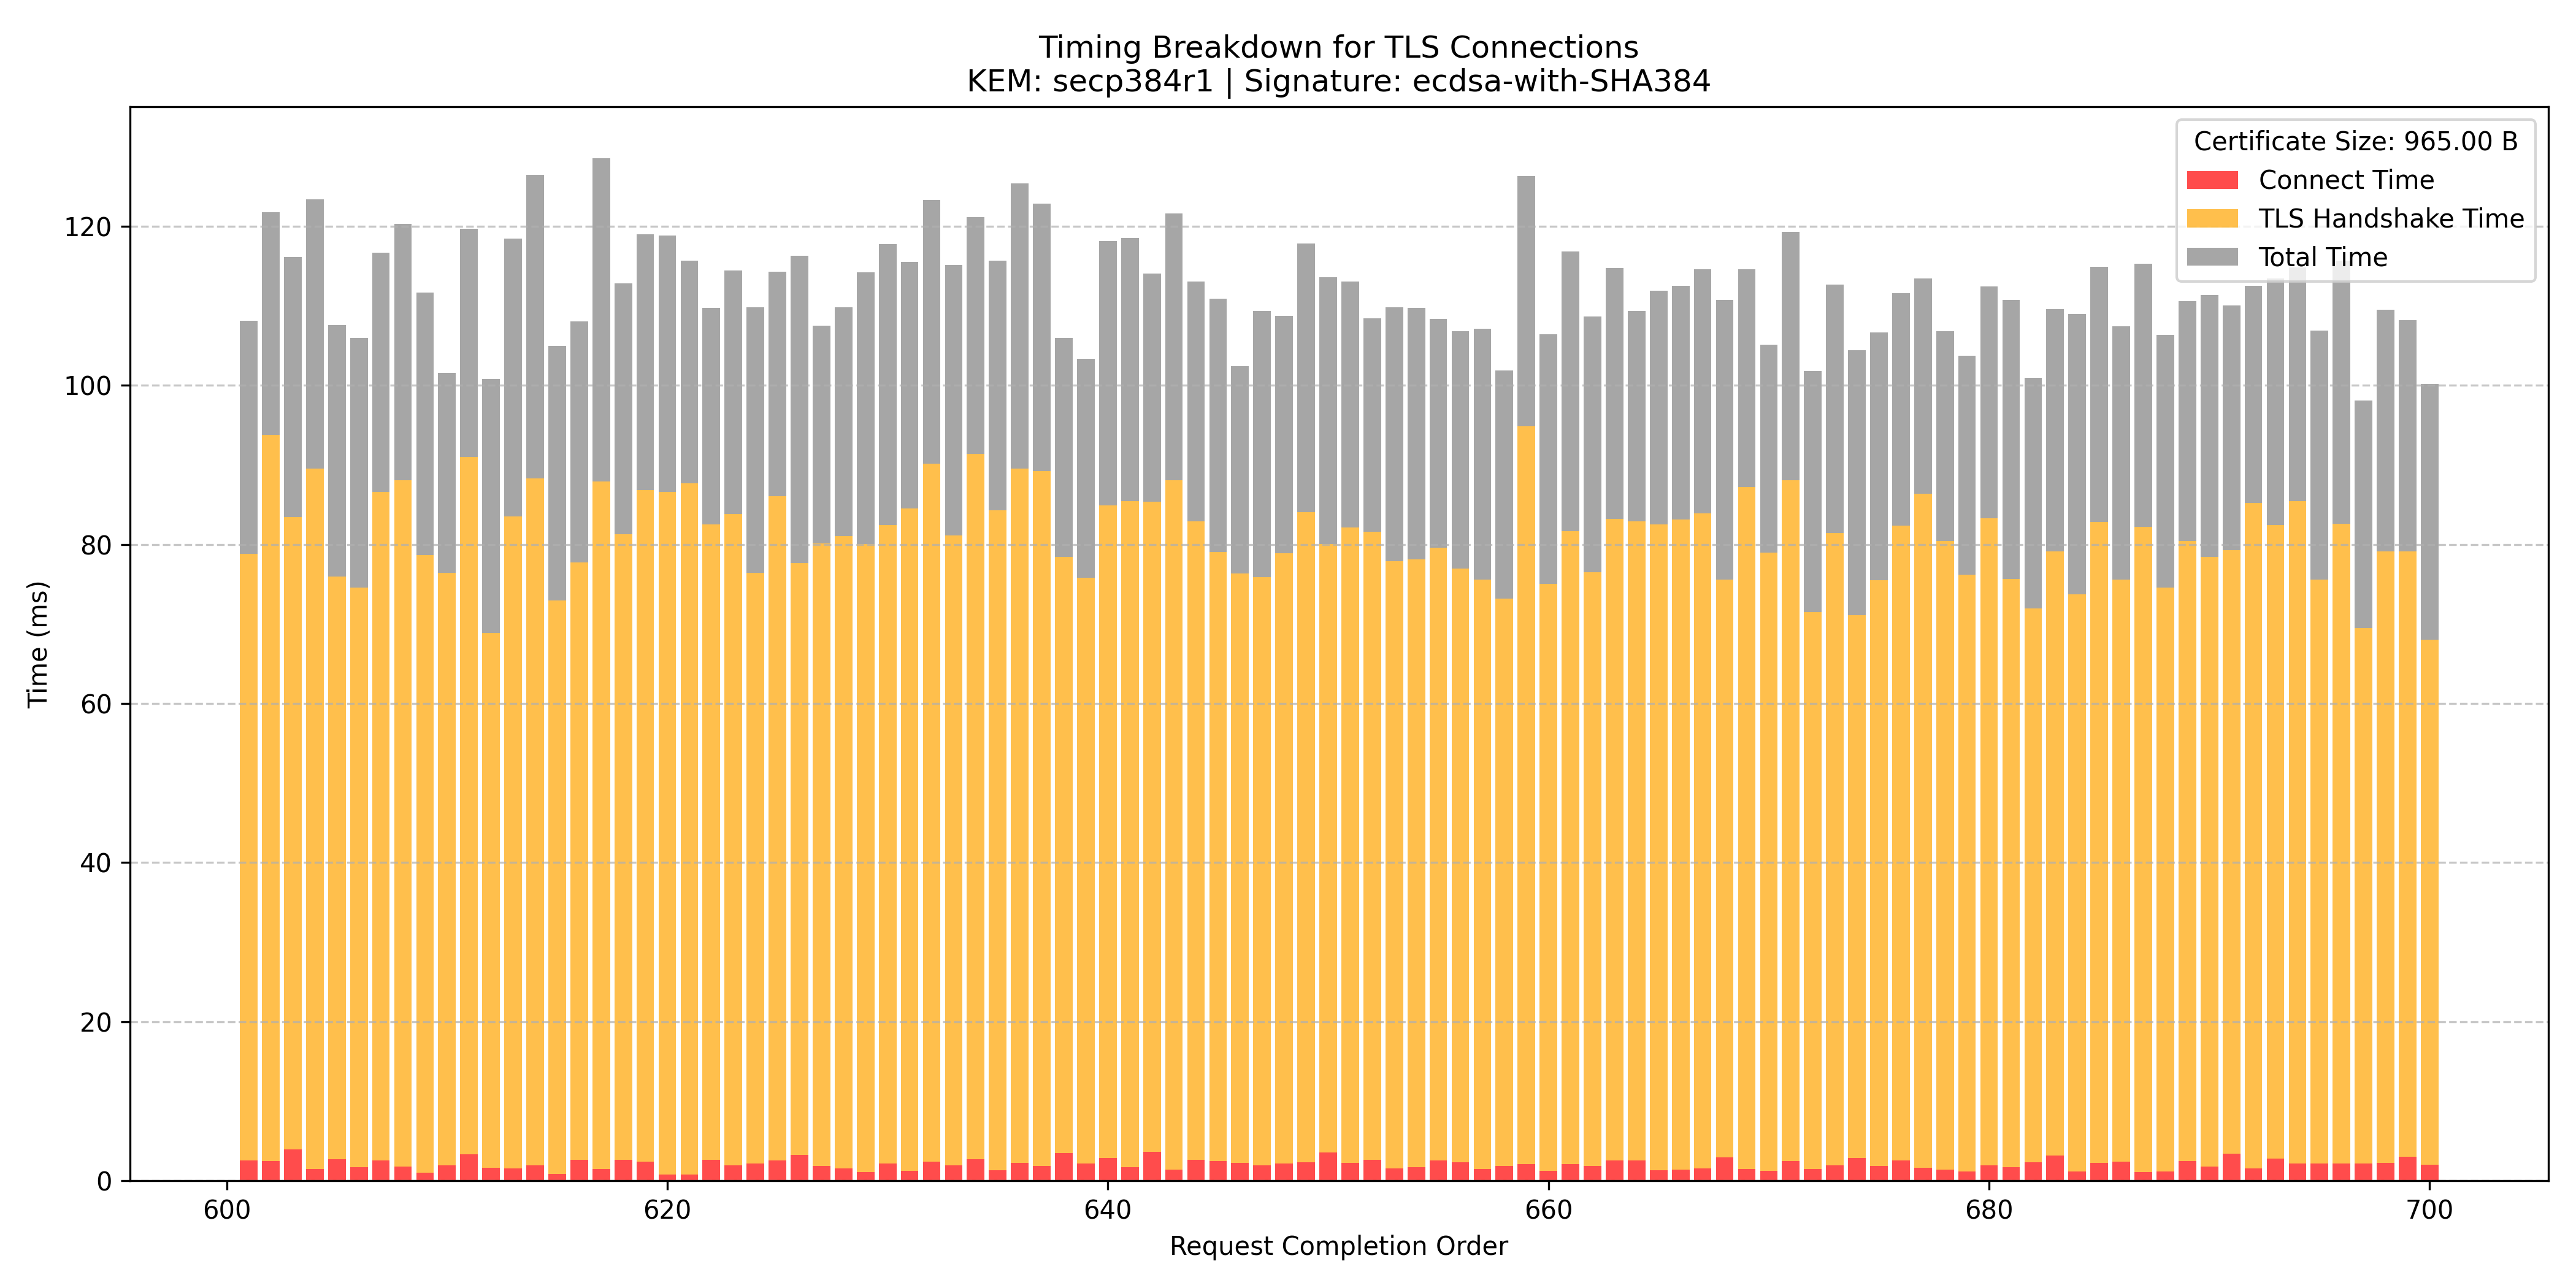 Timing Breakdown for TLS Connections
KEM: secp384r1 | Signature: ecdsa-with-SHA384
Certificate Size: 965.00 B
Connect Time
TLS Handshake Time
Total Time
Time (ms)
120
100
80
60
40
20
0
600 620 640 660 680 700
Request Completion Order